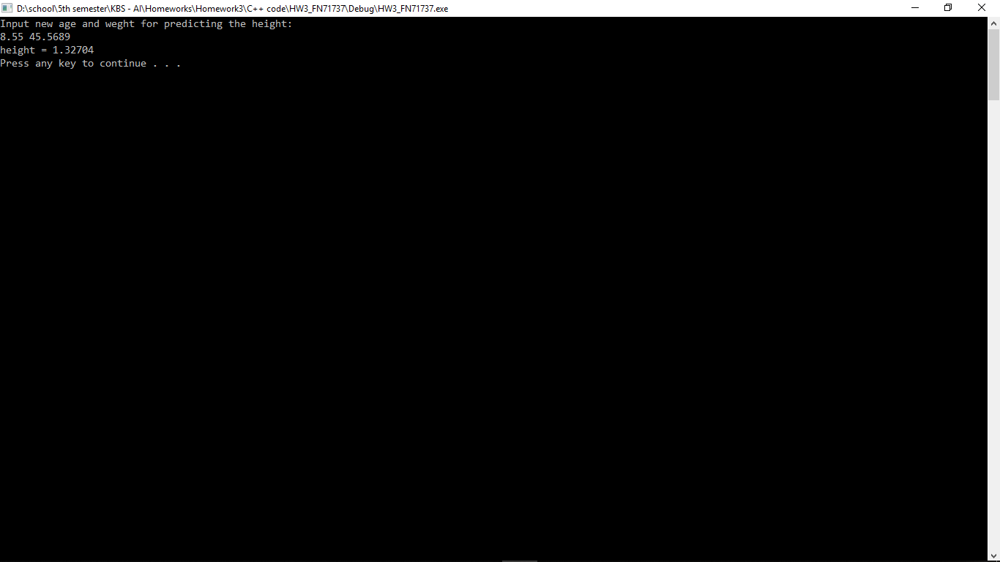 D:\school\5th semester\KBS - AI\Homeworks\Homework3\C++ code\HW3_FN71737\Debug\HW3_FN71737.exe
Input new age and weght for predicting the height:
8.55 45.5689
height = 1.32704
Press any key to continue . . .